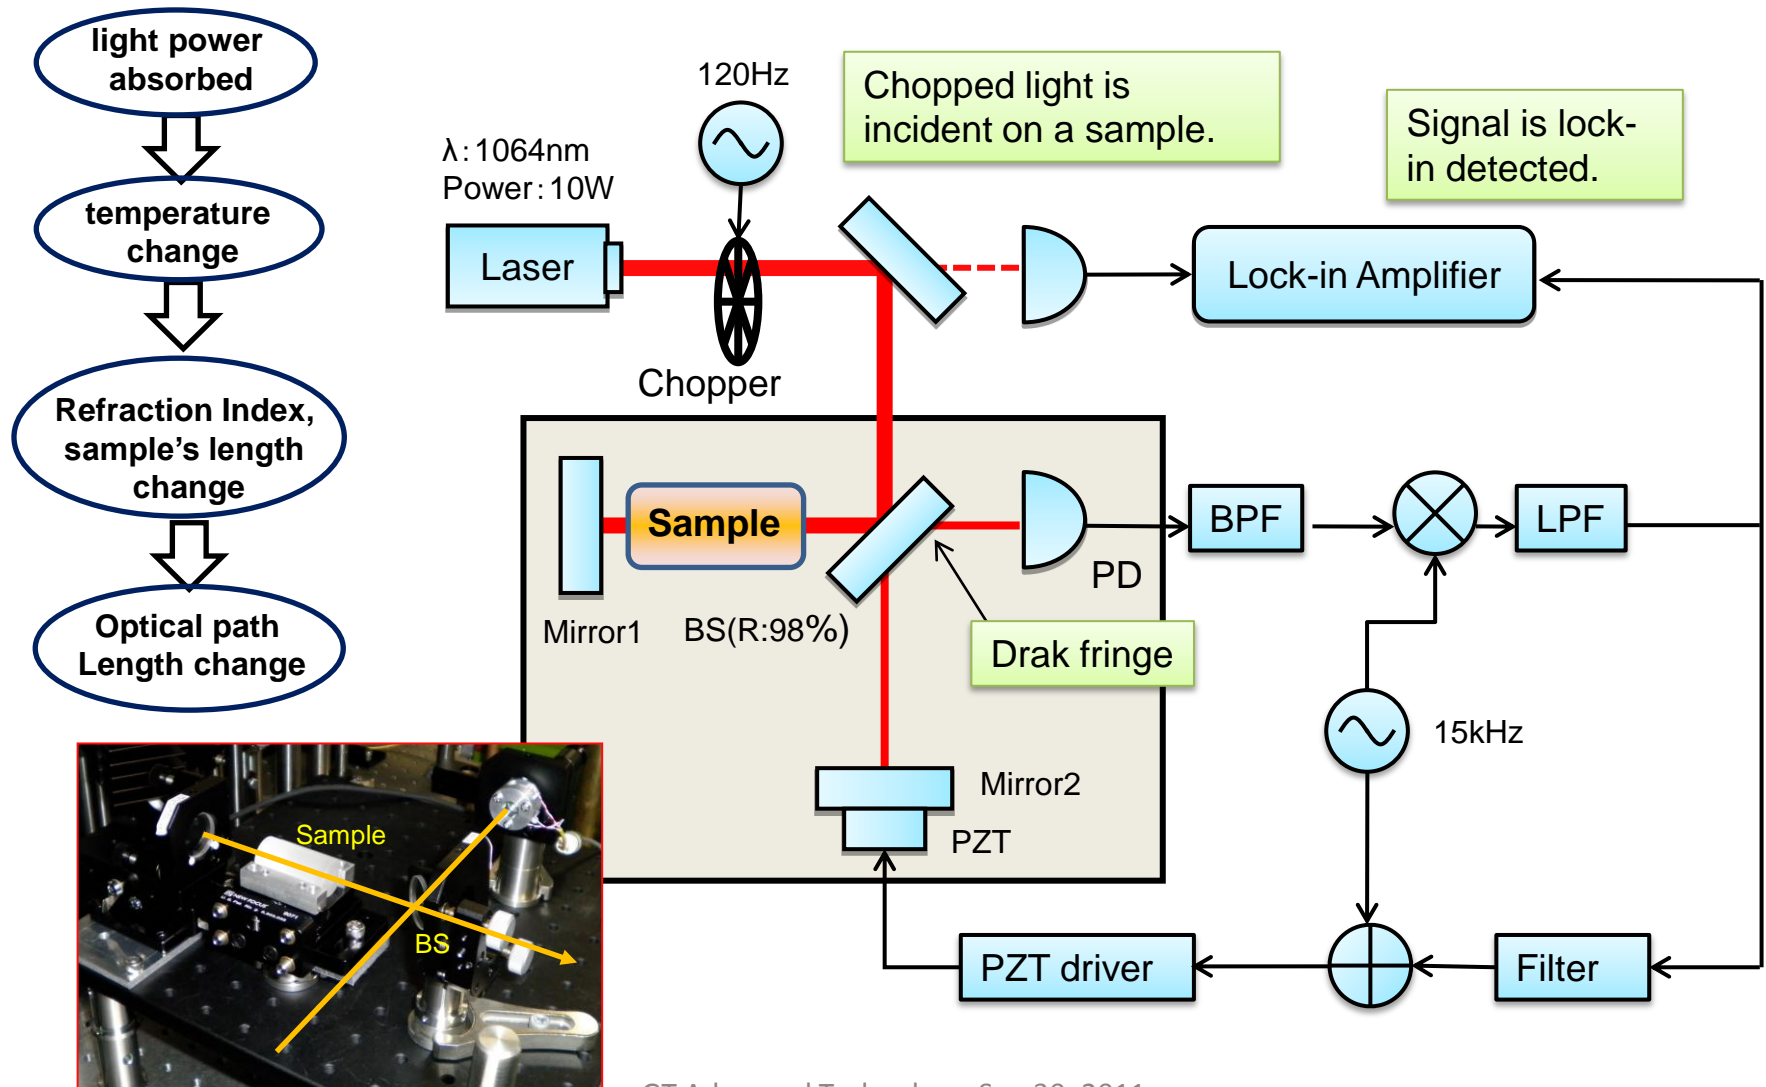 light power
absorbed
temperature
change
Refraction Index,
sample's length
change
Optical path
Length change
120Hz
λ:1064nm
Power:10W
Laser
Chopper
Chopped light is
incident on a sample.
Signal is lock-
in detected.
Lock-in Amplifier
Sample
Mirror1
BS(R:98%)
PD
Drak fringe
BPF
LPF
15kHz
Mirror2
PZT
PZT driver
Filter
Sample
BS